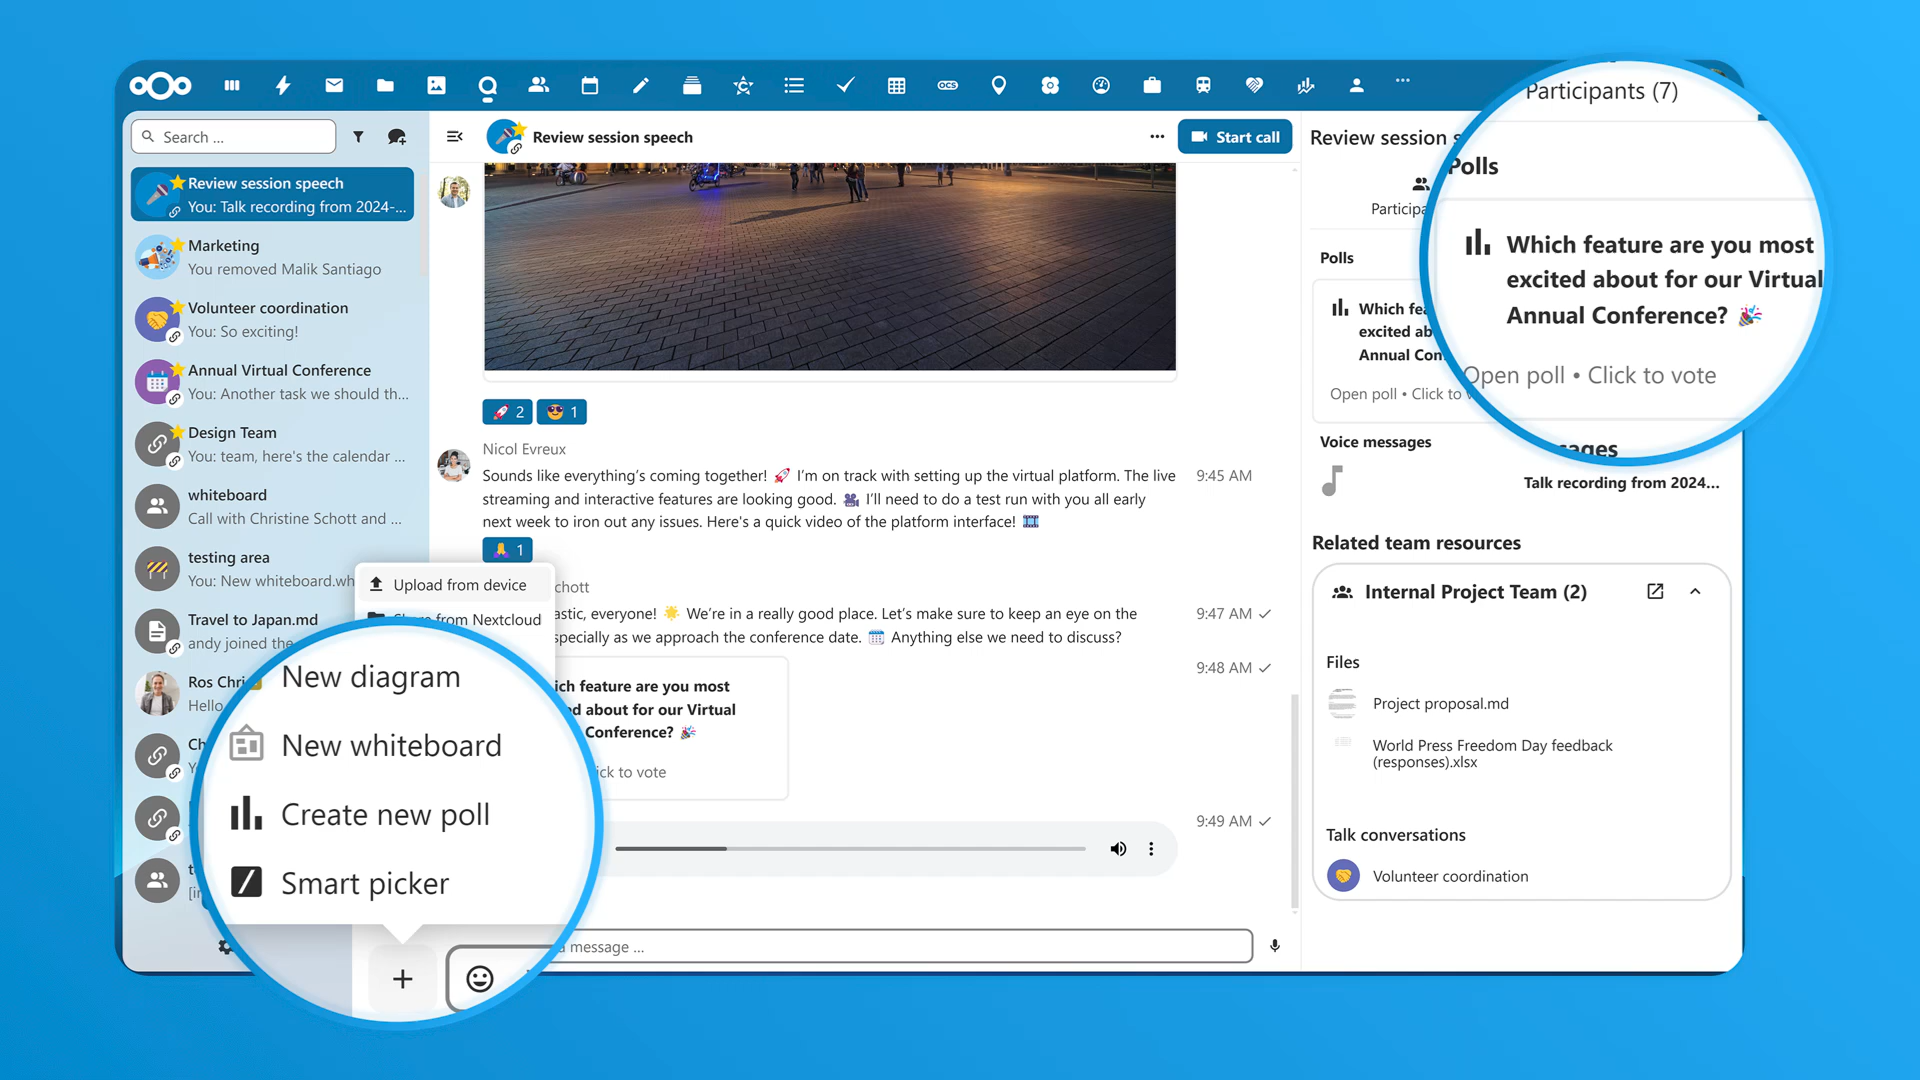 ocs
Search ...
Review session speech
You: Talk recording from 2024-...
Marketing
You removed Malik Santiago
Volunteer coordination
You: So exciting!
Annual Virtual Conference
You: Another task we should th...
Design Team
You: team, here's the calendar ...
whiteboard
Call with Christine Schott and ...
testing area
You: New whiteboard.wh
Travel to Japan.md
andy joined the
Ros Chri
Hello
Upload from device
Share from Nextcloud
New diagram
New whiteboard
Create new poll
Smart picker
Review session speech
Start call
2
1
Nicol Evreux
Sounds like everything's coming together! 🚀 I'm on track with setting up the virtual platform. The live
streaming and interactive features are looking good. 🎥 I'll need to do a test run with you all early
next week to iron out any issues. Here's a quick video of the platform interface! 🎞️
9:45 AM
1
chott
astic, everyone! 🌟 We're in a really good place. Let's make sure to keep an eye on the
specially as we approach the conference date. 📅 Anything else we need to discuss?
9:47 AM
ich feature are you most
ed about for our Virtual
Conference? 🎉
ick to vote
9:48 AM
9:49 AM
a message ...
Review session s
Participa
Polls
Which fea
excited ab
Annual Con
Open poll • Click to v
Participants (7)
Polls
Which feature are you most
excited about for our Virtual
Annual Conference? 🎉
Open poll • Click to vote
Voice messages
Talk recording from 2024...
Related team resources
Internal Project Team (2)
Files
Project proposal.md
World Press Freedom Day feedback
(responses).xlsx
Talk conversations
Volunteer coordination